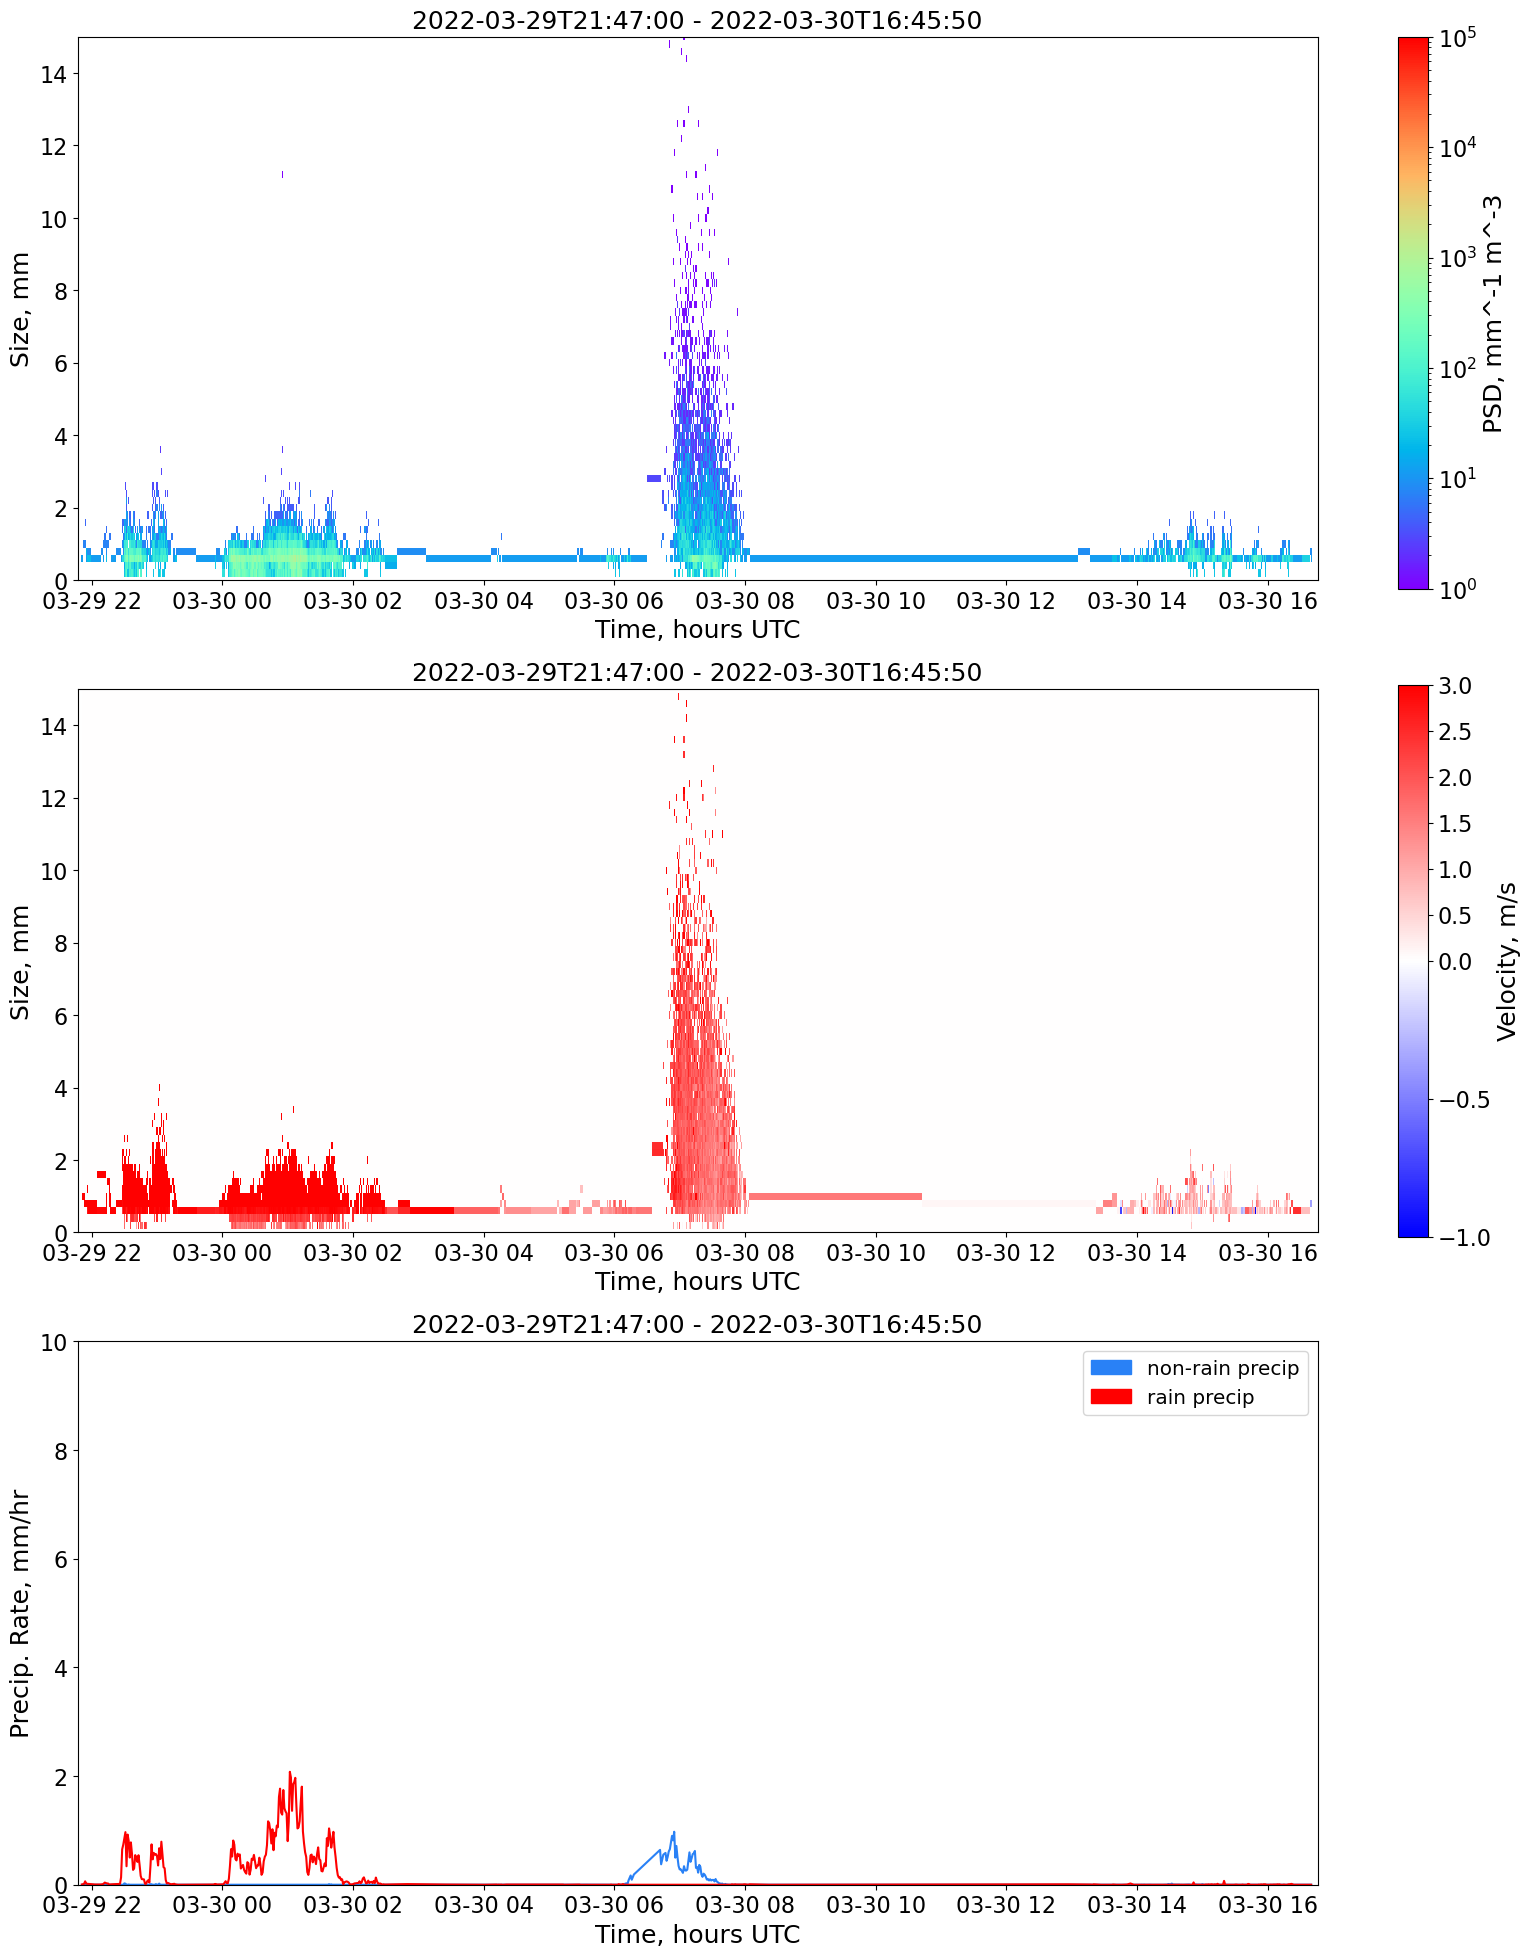 2022-03-29T21:47:00 - 2022-03-30T16:45:50
Size, mm
14
12
10
8
6
4
2
0
03-29 22 03-30 00 03-30 02 03-30 04 03-30 06 03-30 08 03-30 10 03-30 12 03-30 14 03-30 16
Time, hours UTC
10^5
10^4
10^3
10^2
10^1
10^0
PSD, mm^-1 m^-3
2022-03-29T21:47:00 - 2022-03-30T16:45:50
Size, mm
14
12
10
8
6
4
2
0
03-29 22 03-30 00 03-30 02 03-30 04 03-30 06 03-30 08 03-30 10 03-30 12 03-30 14 03-30 16
Time, hours UTC
3.0
2.5
2.0
1.5
1.0
0.5
0.0
−0.5
−1.0
Velocity, m/s
2022-03-29T21:47:00 - 2022-03-30T16:45:50
Precip. Rate, mm/hr
10
8
6
4
2
0
non-rain precip
rain precip
03-29 22 03-30 00 03-30 02 03-30 04 03-30 06 03-30 08 03-30 10 03-30 12 03-30 14 03-30 16
Time, hours UTC